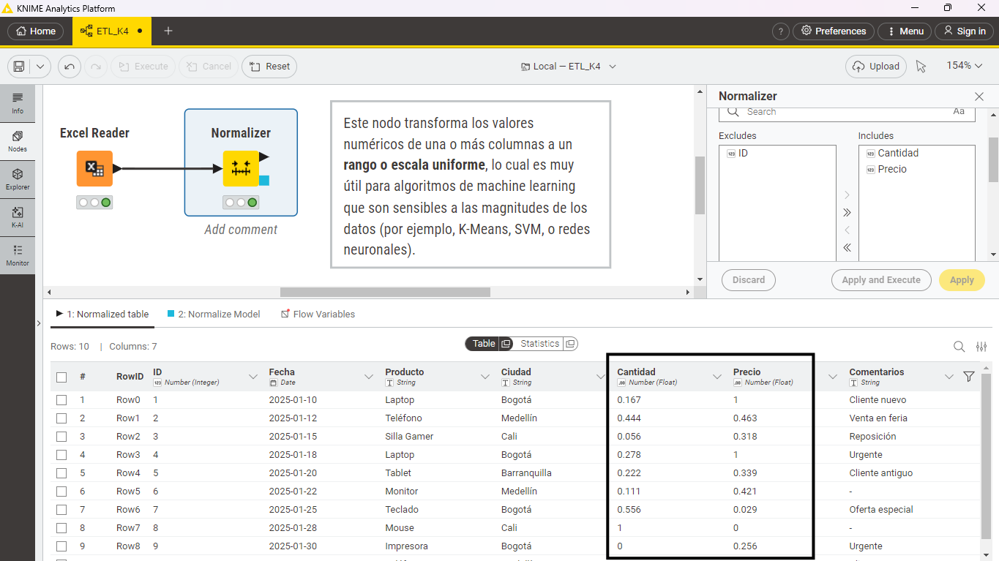 KNIME Analytics Platform
Home
ETL_K4
?
Preferences
Menu
Sign in
Execute
Cancel
Reset
Local — ETL_K4
Upload
154%
Info
Nodes
Explorer
K-AI
Monitor
Excel Reader
Normalizer
Add comment
Este nodo transforma los valores
numéricos de una o más columnas a un
rango o escala uniforme, lo cual es muy
útil para algoritmos de machine learning
que son sensibles a las magnitudes de los
datos (por ejemplo, K-Means, SVM, o redes
neuronales).
Normalizer
Search Aa
Excludes Includes
ID Cantidad
Precio
Discard Apply and Execute Apply
1: Normalized table 2: Normalize Model Flow Variables
Rows: 10 | Columns: 7
Table Statistics
# RowID ID Fecha Producto Ciudad Cantidad Precio Comentarios
Number (Integer) Date String String Number (Float) Number (Float) String
1 Row0 1 2025-01-10 Laptop Bogotá 0.167 1 Cliente nuevo
2 Row1 2 2025-01-12 Teléfono Medellín 0.444 0.463 Venta en feria
3 Row2 3 2025-01-15 Silla Gamer Cali 0.056 0.318 Reposición
4 Row3 4 2025-01-18 Laptop Bogotá 0.278 1 Urgente
5 Row4 5 2025-01-20 Tablet Barranquilla 0.222 0.339 Cliente antiguo
6 Row5 6 2025-01-22 Monitor Medellín 0.111 0.421 -
7 Row6 7 2025-01-25 Teclado Bogotá 0.556 0.029 Oferta especial
8 Row7 8 2025-01-28 Mouse Cali 1 0 -
9 Row8 9 2025-01-30 Impresora Bogotá 0 0.256 Urgente